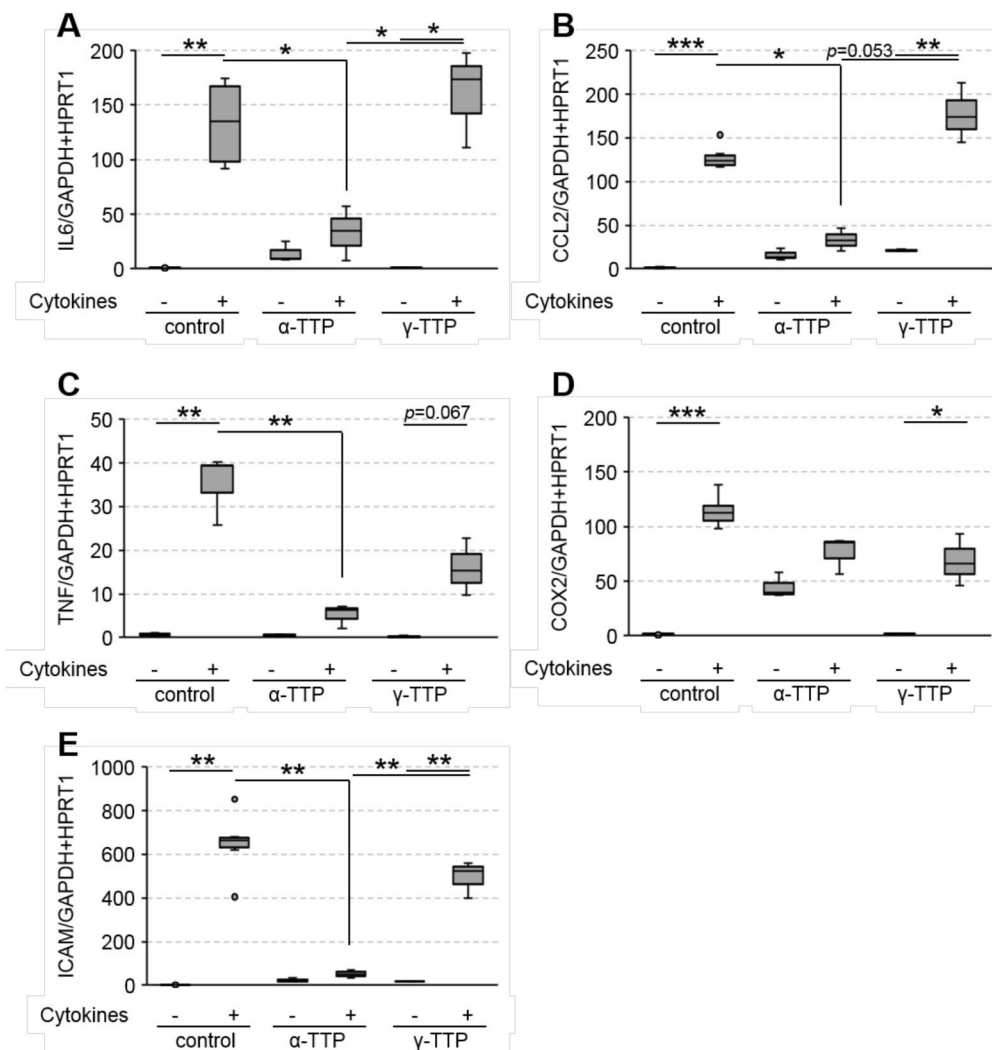 A
** * * *
IL6/GAPDH+HPRT1
200
150
100
50
0
Cytokines - + - + - +
control α-TTP γ-TTP
B
*** * p=0.053 **
CCL2/GAPDH+HPRT1
250
200
150
100
50
0
Cytokines - + - + - +
control α-TTP γ-TTP
C
** ** p=0.067
TNF/GAPDH+HPRT1
50
40
30
20
10
0
Cytokines - + - + - +
control α-TTP γ-TTP
D
*** *
COX2/GAPDH+HPRT1
200
150
100
50
0
Cytokines - + - + - +
control α-TTP γ-TTP
E
** ** ** **
ICAM/GAPDH+HPRT1
1000
800
600
400
200
0
Cytokines - + - + - +
control α-TTP γ-TTP